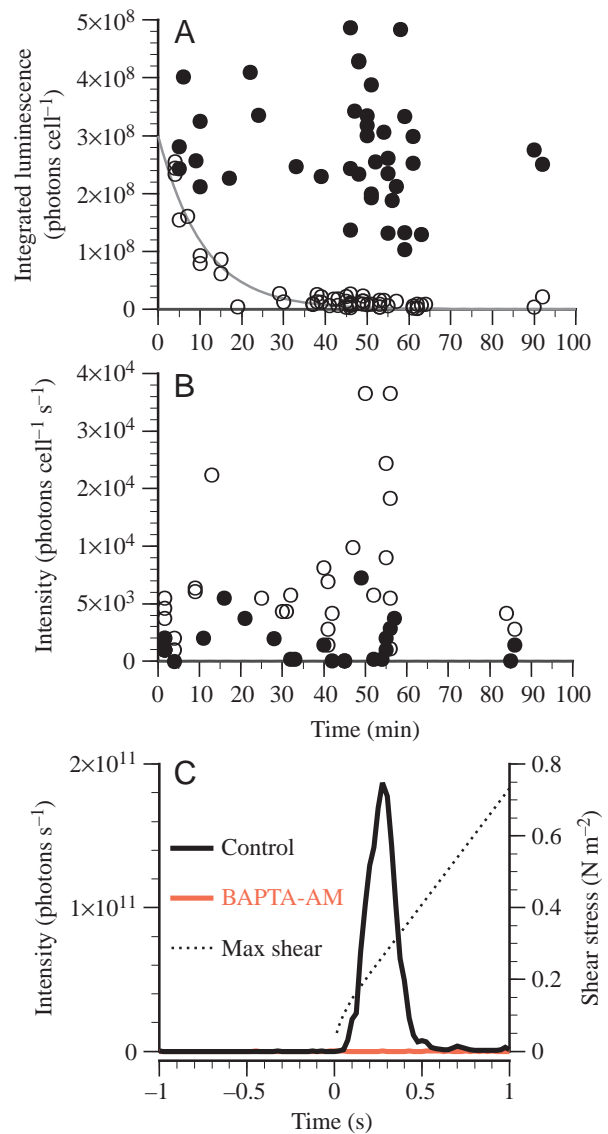 A
Integrated luminescence
(photons cell⁻¹)
5×10⁸
4×10⁸
3×10⁸
2×10⁸
1×10⁸
0
0 10 20 30 40 50 60 70 80 90 100
B
Intensity (photons cell⁻¹ s⁻¹)
4×10⁴
3×10⁴
2×10⁴
1×10⁴
5×10³
0
0 10 20 30 40 50 60 70 80 90 100
Time (min)
C
Intensity (photons s⁻¹)
2×10¹¹
1×10¹¹
0
Control
BAPTA-AM
Max shear
0.8
0.6
0.4
0.2
0
Shear stress (N m⁻²)
−1 −0.5 0 0.5 1
Time (s)